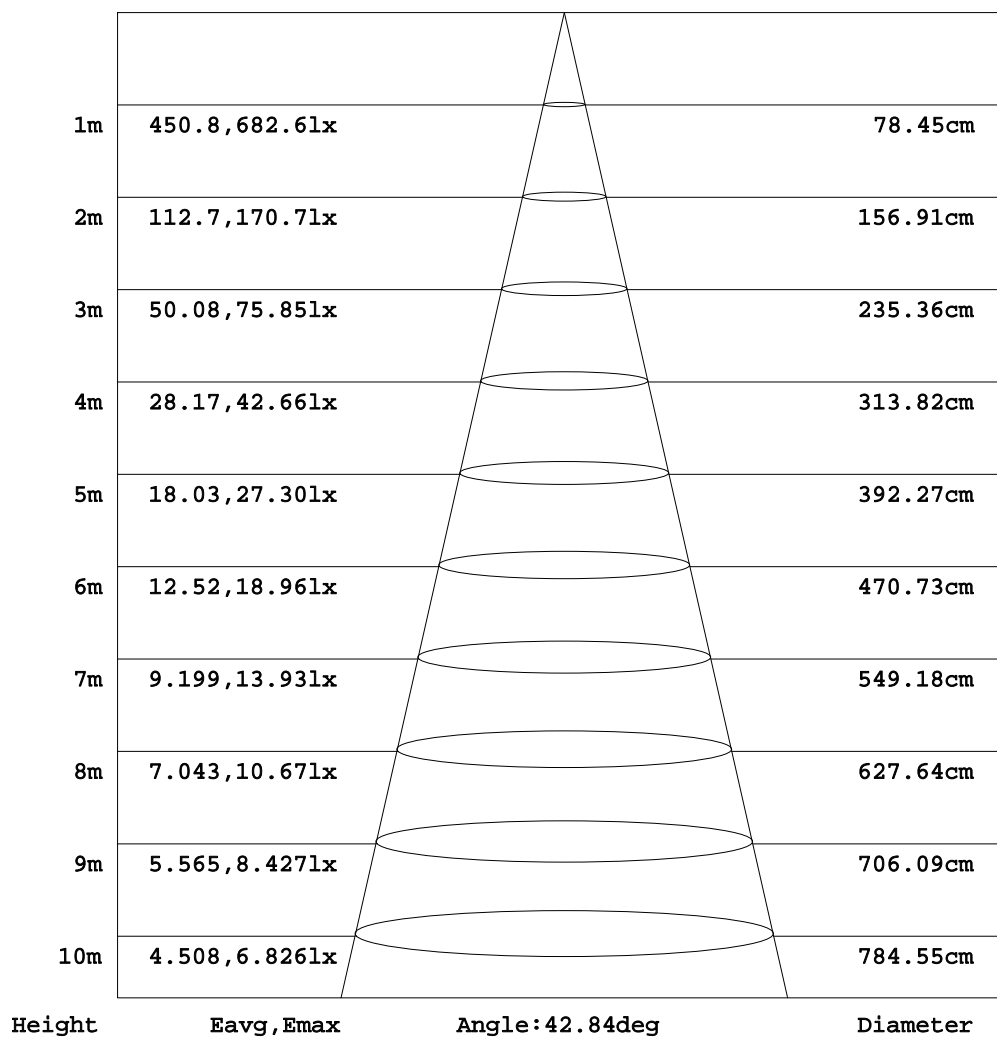 1m 450.8,682.6lx 78.45cm
2m 112.7,170.7lx 156.91cm
3m 50.08,75.85lx 235.36cm
4m 28.17,42.66lx 313.82cm
5m 18.03,27.30lx 392.27cm
6m 12.52,18.96lx 470.73cm
7m 9.199,13.93lx 549.18cm
8m 7.043,10.67lx 627.64cm
9m 5.565,8.427lx 706.09cm
10m 4.508,6.826lx 784.55cm
Height Eavg,Emax Angle:42.84deg Diameter